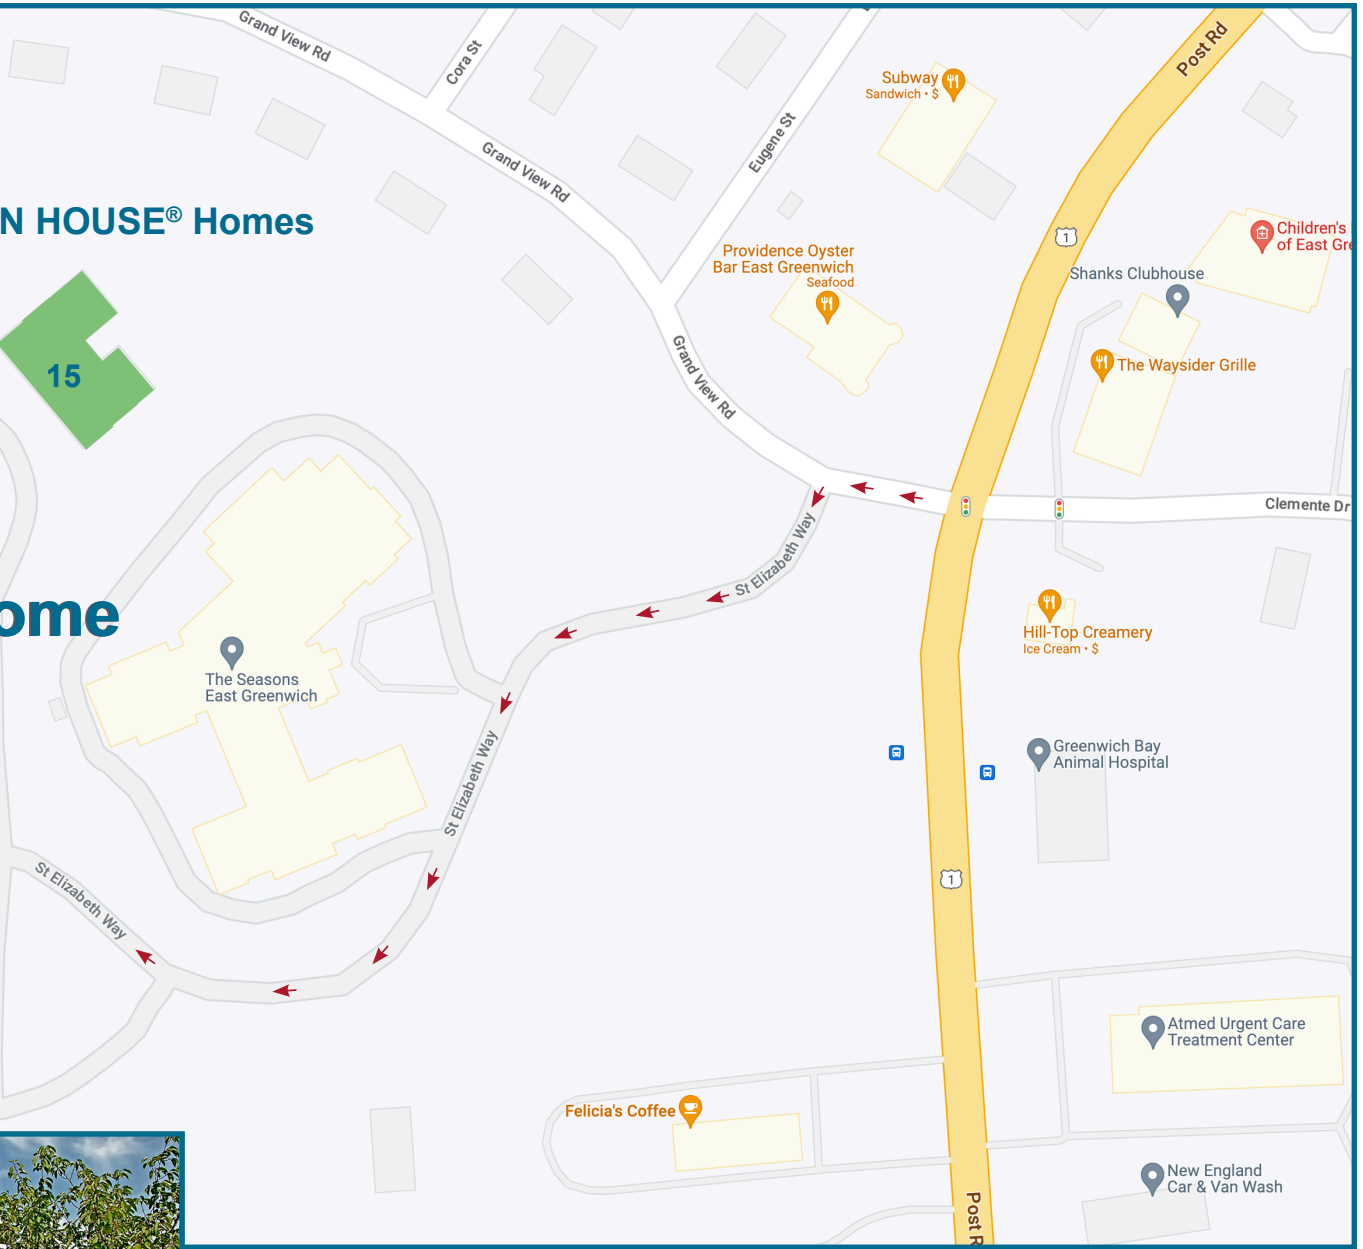 Grand View Rd
Cora St
Post Rd
Subway
Sandwich • $
Eugene St
Grand View Rd
N HOUSE® Homes
1
Children's
of East Gre
Providence Oyster
Bar East Greenwich
Seafood
Shanks Clubhouse
15
Grand View Rd
The Waysider Grille
Clemente Dr
St Elizabeth Way
ome
Hill-Top Creamery
Ice Cream • $
The Seasons
East Greenwich
St Elizabeth Way
Greenwich Bay
Animal Hospital
1
St Elizabeth Way
Atmed Urgent Care
Treatment Center
Felicia's Coffee
New England
Car & Van Wash
Post R